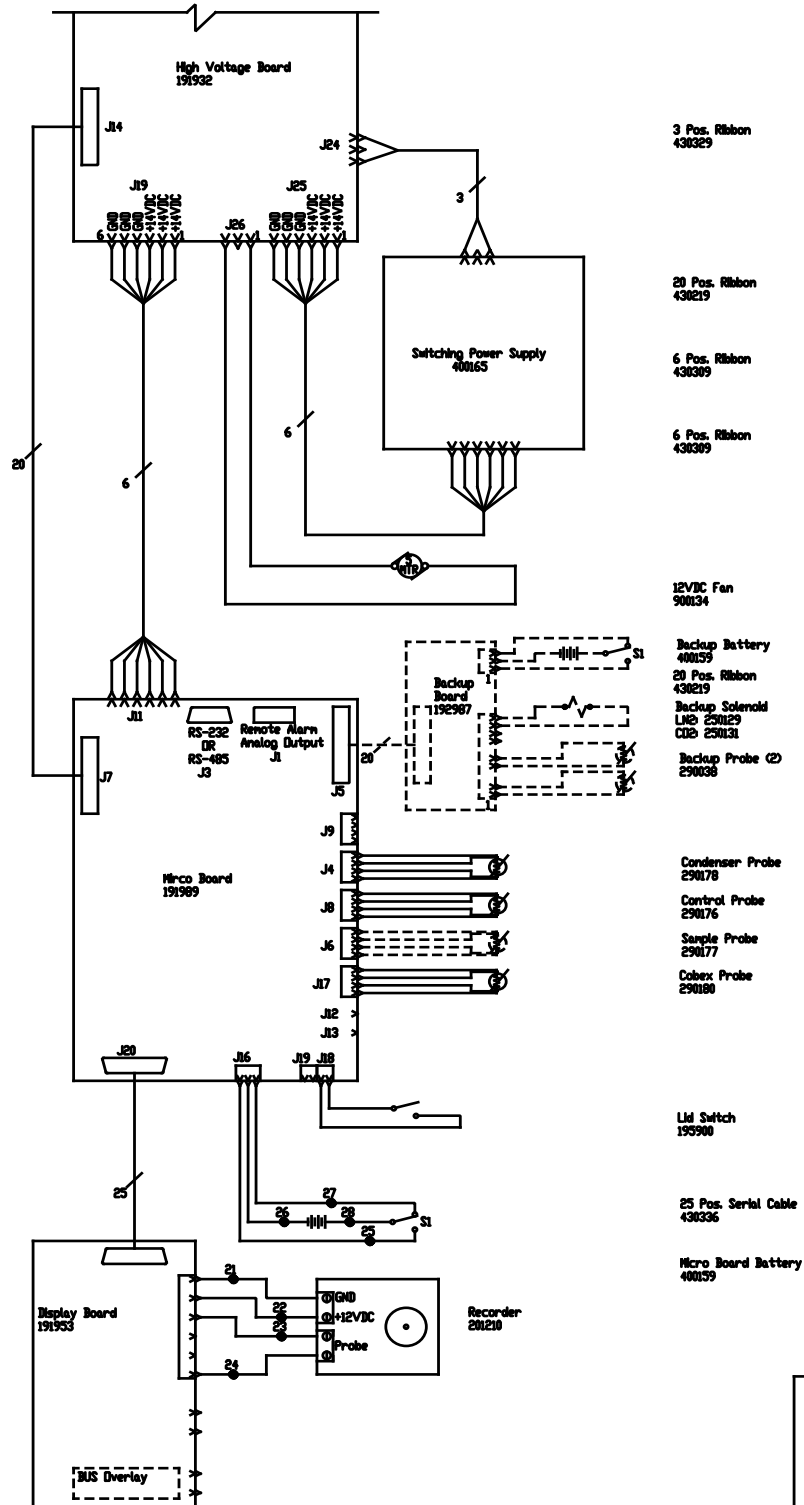 High Voltage Board
191932
J14
J24
3 Pos. Ribbon
430329
J19
J25
GND
GND
GND
+14VDC
+14VDC
+14VDC
GND
GND
GND
+14VDC
+14VDC
+14VDC
6
1
J26
1
1
3
20 Pos. Ribbon
430219
Switching Power Supply
400165
6 Pos. Ribbon
430309
6 Pos. Ribbon
430309
20
6
6
5
MTR
12VDC Fan
900134
Backup
Board
192987
1
1
S1
Backup Battery
400159
20 Pos. Ribbon
430219
Backup Solenoid
LN2: 250129
CO2: 250131
Backup Probe (2)
290038
J11
RS-232
OR
RS-485
J3
Remote Alarm
Analog Output
J1
J5
20
J7
J9
Mirco Board
191989
J4
Condenser Probe
290178
J8
Control Probe
290176
J6
Sample Probe
290177
J17
Cobex Probe
290180
J12
J13
J20
J16
J19
J18
Lid Switch
195900
25
27
26
28
S1
25
25 Pos. Serial Cable
430336
Micro Board Battery
400159
Display Board
191953
21
22
23
24
GND
+12VDC
Probe
Recorder
201210
BUS Overlay